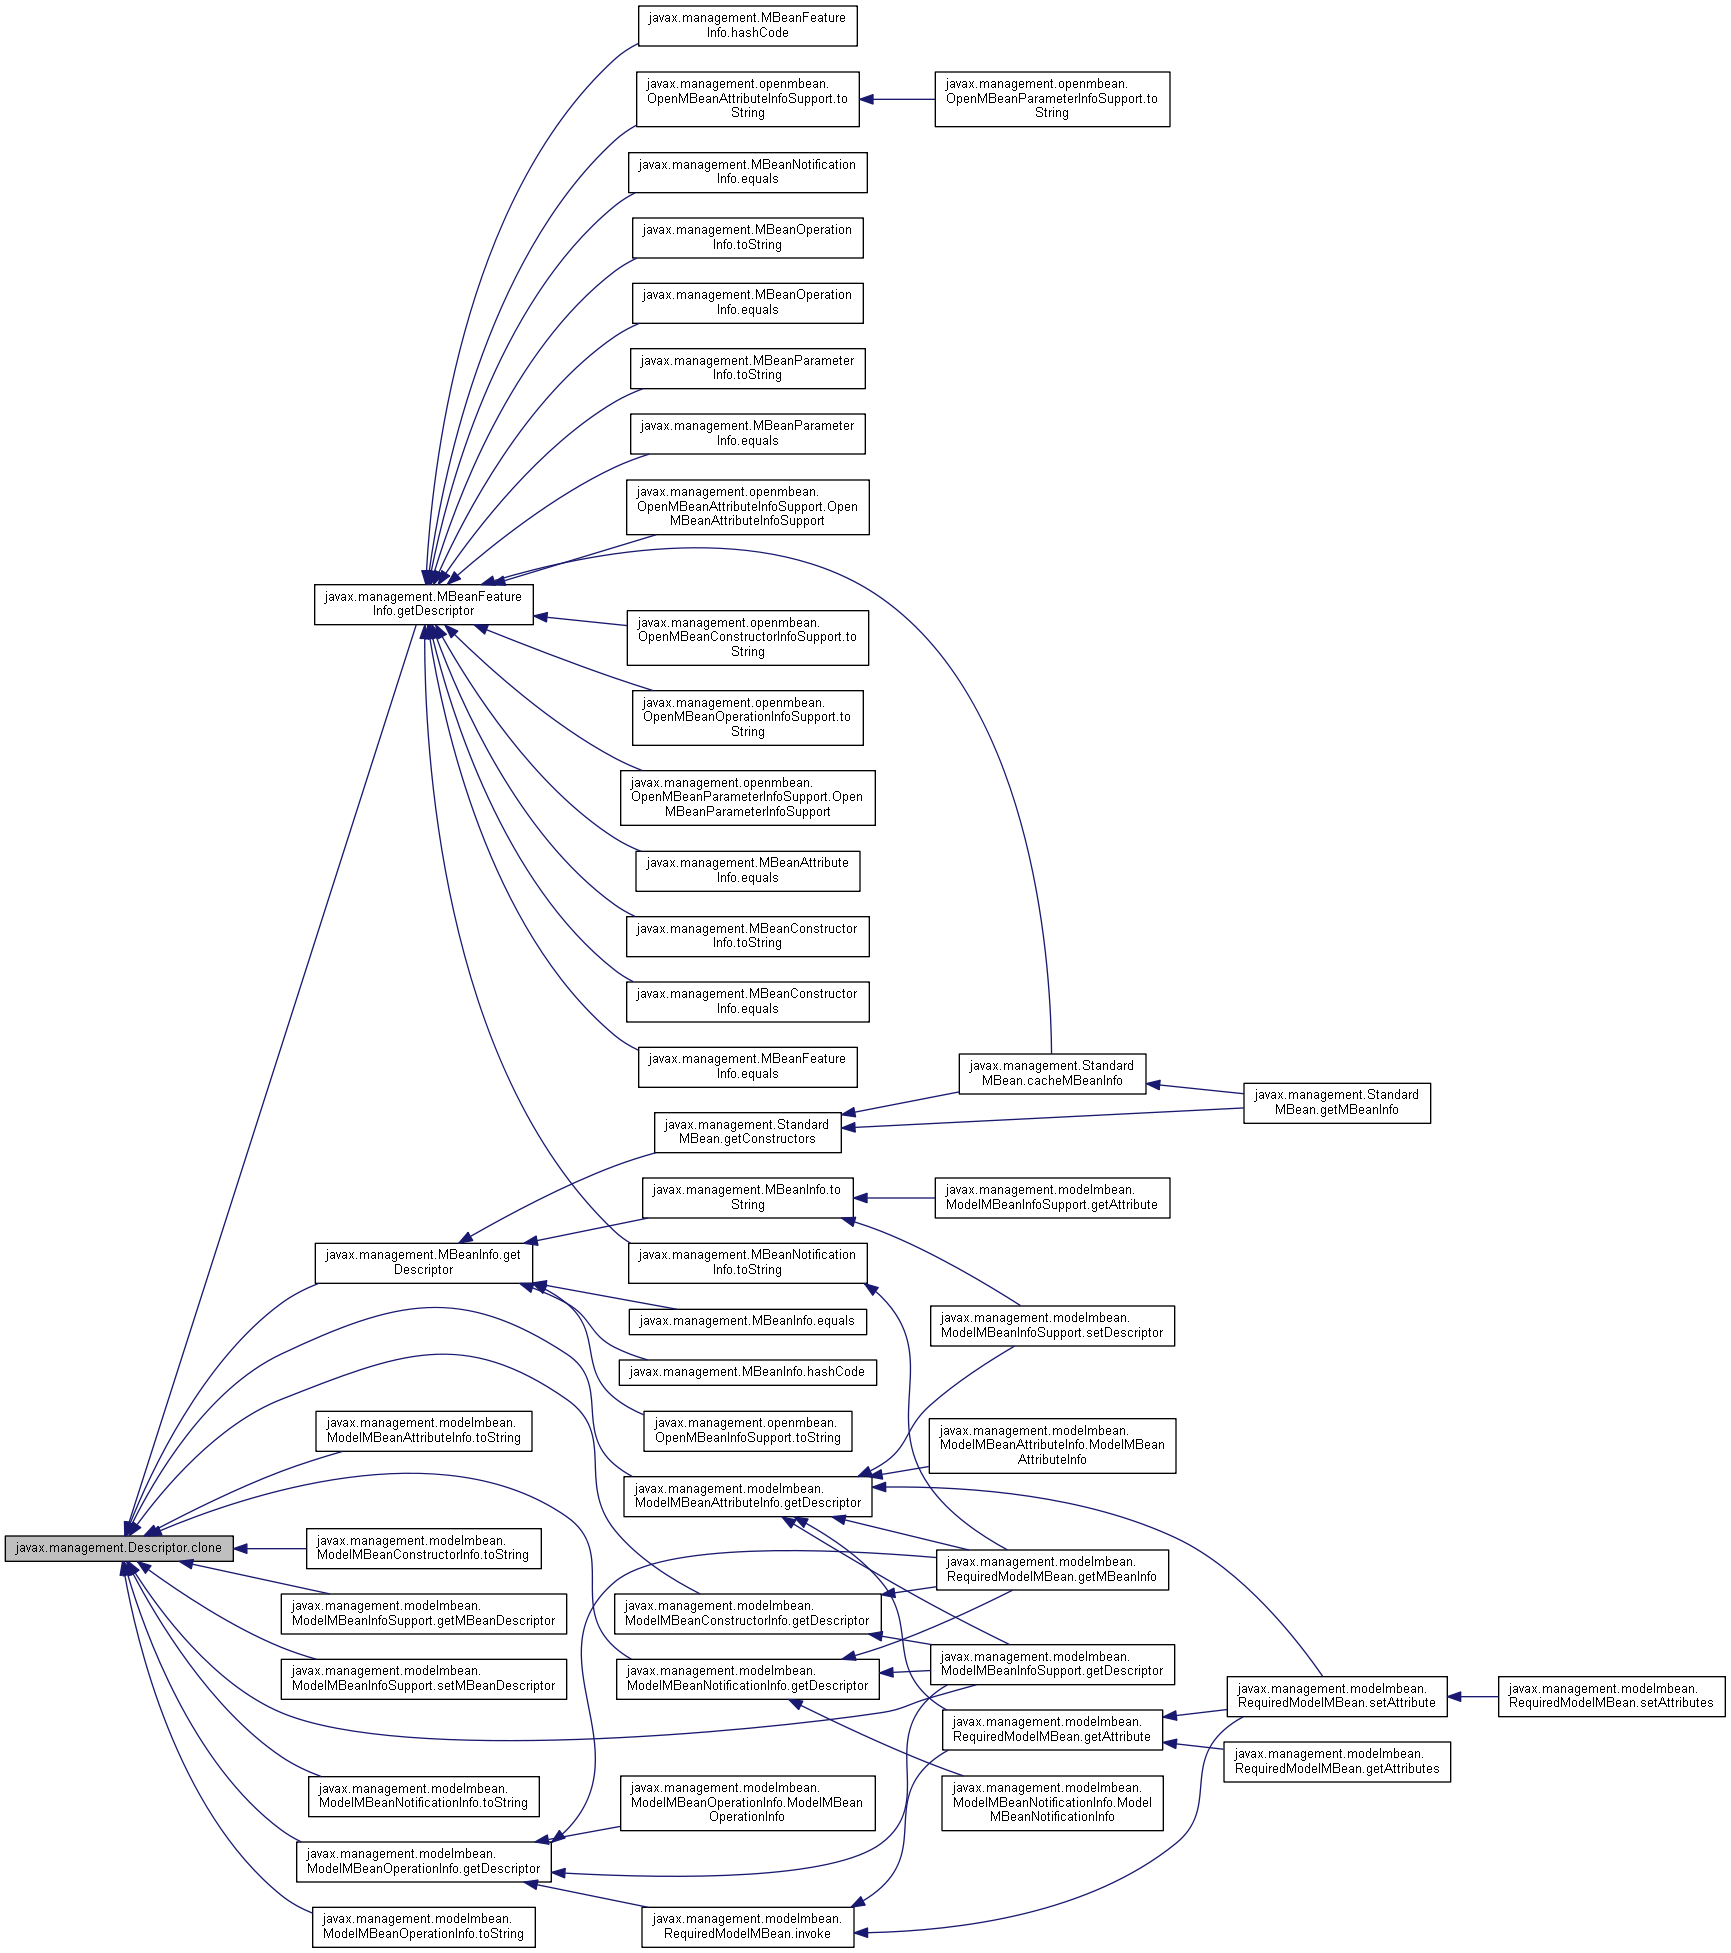 javax.management.MBeanFeature
Info.hashCode
javax.management.openmbean.
OpenMBeanAttributeInfoSupport.to
String
javax.management.openmbean.
OpenMBeanParameterInfoSupport.to
String
javax.management.MBeanNotification
Info.equals
javax.management.MBeanOperation
Info.toString
javax.management.MBeanOperation
Info.equals
javax.management.MBeanParameter
Info.toString
javax.management.MBeanParameter
Info.equals
javax.management.openmbean.
OpenMBeanAttributeInfoSupport.Open
MBeanAttributeInfoSupport
javax.management.MBeanFeature
Info.getDescriptor
javax.management.openmbean.
OpenMBeanConstructorInfoSupport.to
String
javax.management.openmbean.
OpenMBeanOperationInfoSupport.to
String
javax.management.openmbean.
OpenMBeanParameterInfoSupport.Open
MBeanParameterInfoSupport
javax.management.MBeanAttribute
Info.equals
javax.management.MBeanConstructor
Info.toString
javax.management.MBeanConstructor
Info.equals
javax.management.MBeanFeature
Info.equals
javax.management.Standard
MBean.cacheMBeanInfo
javax.management.Standard
MBean.getMBeanInfo
javax.management.Standard
MBean.getConstructors
javax.management.MBeanInfo.to
String
javax.management.modelmbean.
ModelMBeanInfoSupport.getAttribute
javax.management.MBeanInfo.get
Descriptor
javax.management.MBeanNotification
Info.toString
javax.management.MBeanInfo.equals
javax.management.modelmbean.
ModelMBeanInfoSupport.setDescriptor
javax.management.MBeanInfo.hashCode
javax.management.modelmbean.
ModelMBeanAttributeInfo.toString
javax.management.openmbean.
OpenMBeanInfoSupport.toString
javax.management.modelmbean.
ModelMBeanAttributeInfo.ModelMBean
AttributeInfo
javax.management.modelmbean.
ModelMBeanAttributeInfo.getDescriptor
javax.management.Descriptor.clone
javax.management.modelmbean.
ModelMBeanConstructorInfo.toString
javax.management.modelmbean.
RequiredModelMBean.getMBeanInfo
javax.management.modelmbean.
ModelMBeanInfoSupport.getMBeanDescriptor
javax.management.modelmbean.
ModelMBeanConstructorInfo.getDescriptor
javax.management.modelmbean.
ModelMBeanInfoSupport.getDescriptor
javax.management.modelmbean.
ModelMBeanInfoSupport.setMBeanDescriptor
javax.management.modelmbean.
ModelMBeanNotificationInfo.getDescriptor
javax.management.modelmbean.
RequiredModelMBean.setAttribute
javax.management.modelmbean.
RequiredModelMBean.setAttributes
javax.management.modelmbean.
RequiredModelMBean.getAttribute
javax.management.modelmbean.
RequiredModelMBean.getAttributes
javax.management.modelmbean.
ModelMBeanNotificationInfo.toString
javax.management.modelmbean.
ModelMBeanOperationInfo.ModelMBean
OperationInfo
javax.management.modelmbean.
ModelMBeanNotificationInfo.Model
MBeanNotificationInfo
javax.management.modelmbean.
ModelMBeanOperationInfo.getDescriptor
javax.management.modelmbean.
ModelMBeanOperationInfo.toString
javax.management.modelmbean.
RequiredModelMBean.invoke